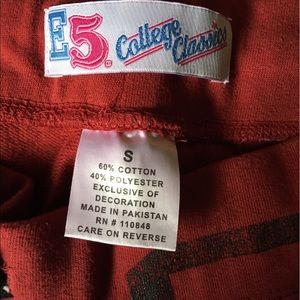 E5. College Classics
S
60% COTTON
40% POLYESTER
EXCLUSIVE OF
DECORATION
MADE IN PAKISTAN
RN # 110848
CARE ON REVERSE